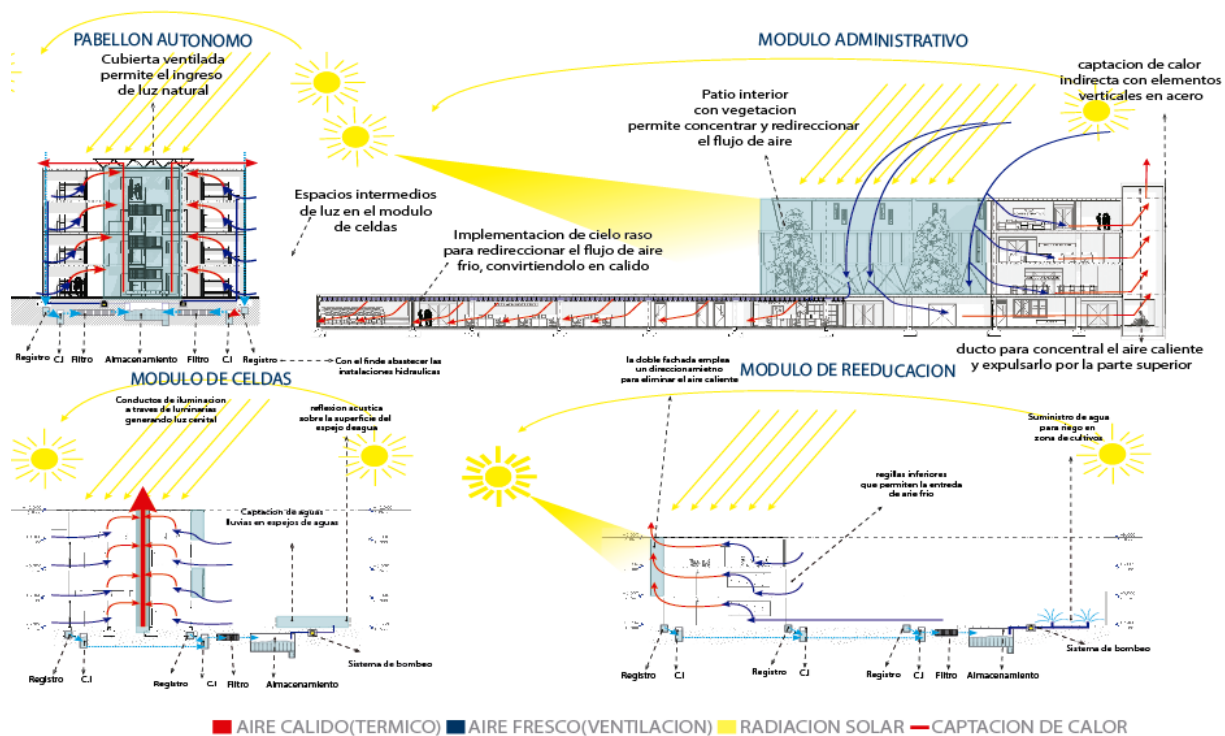 PABELLON AUTONOMO
Cubierta ventilada
permite el ingreso
de luz natural
Espacios intermedios
de luz en el modulo
de celdas
Registro
C.I
Filtro
Almacenamiento
Filtro
C.I
Registro
Con el finde abastecer las
instalaciones hidraulicas
MODULO ADMINISTRATIVO
Patio interior
con vegetacion
permite concentrar y redireccionar
el flujo de aire
captacion de calor
indirecta con elementos
verticales en acero
Implementacion de cielo raso
para redireccionar el flujo de aire
frio, convirtiendolo en calido
ducto para concentral el aire caliente
y expulsarlo por la parte superior
MODULO DE CELDAS
Conductos de iluminacion
a traves de luminarias
generando luz cenital
reflexion acustica
sobre la superficie del
espejo deagua
Captacion de aguas
lluvias en espejos de aguas
Sistema de bombeo
Registro
C.I
Registro
C.I
Filtro
Almacenamiento
MODULO DE REEDUCACION
la doble fachada emplea
un direccionamietno
para eliminar el aire caliente
regillas inferiores
que permiten la entreda
de arie frio
Suministro de agua
para riego en
zona de cultivos
Sistema de bombeo
Registro
C.I
Registro
C.I
Registro
C.I
Filtro
Almacenamiento
AIRE CALIDO(TERMICO)
AIRE FRESCO(VENTILACION)
RADIACION SOLAR
CAPTACION DE CALOR